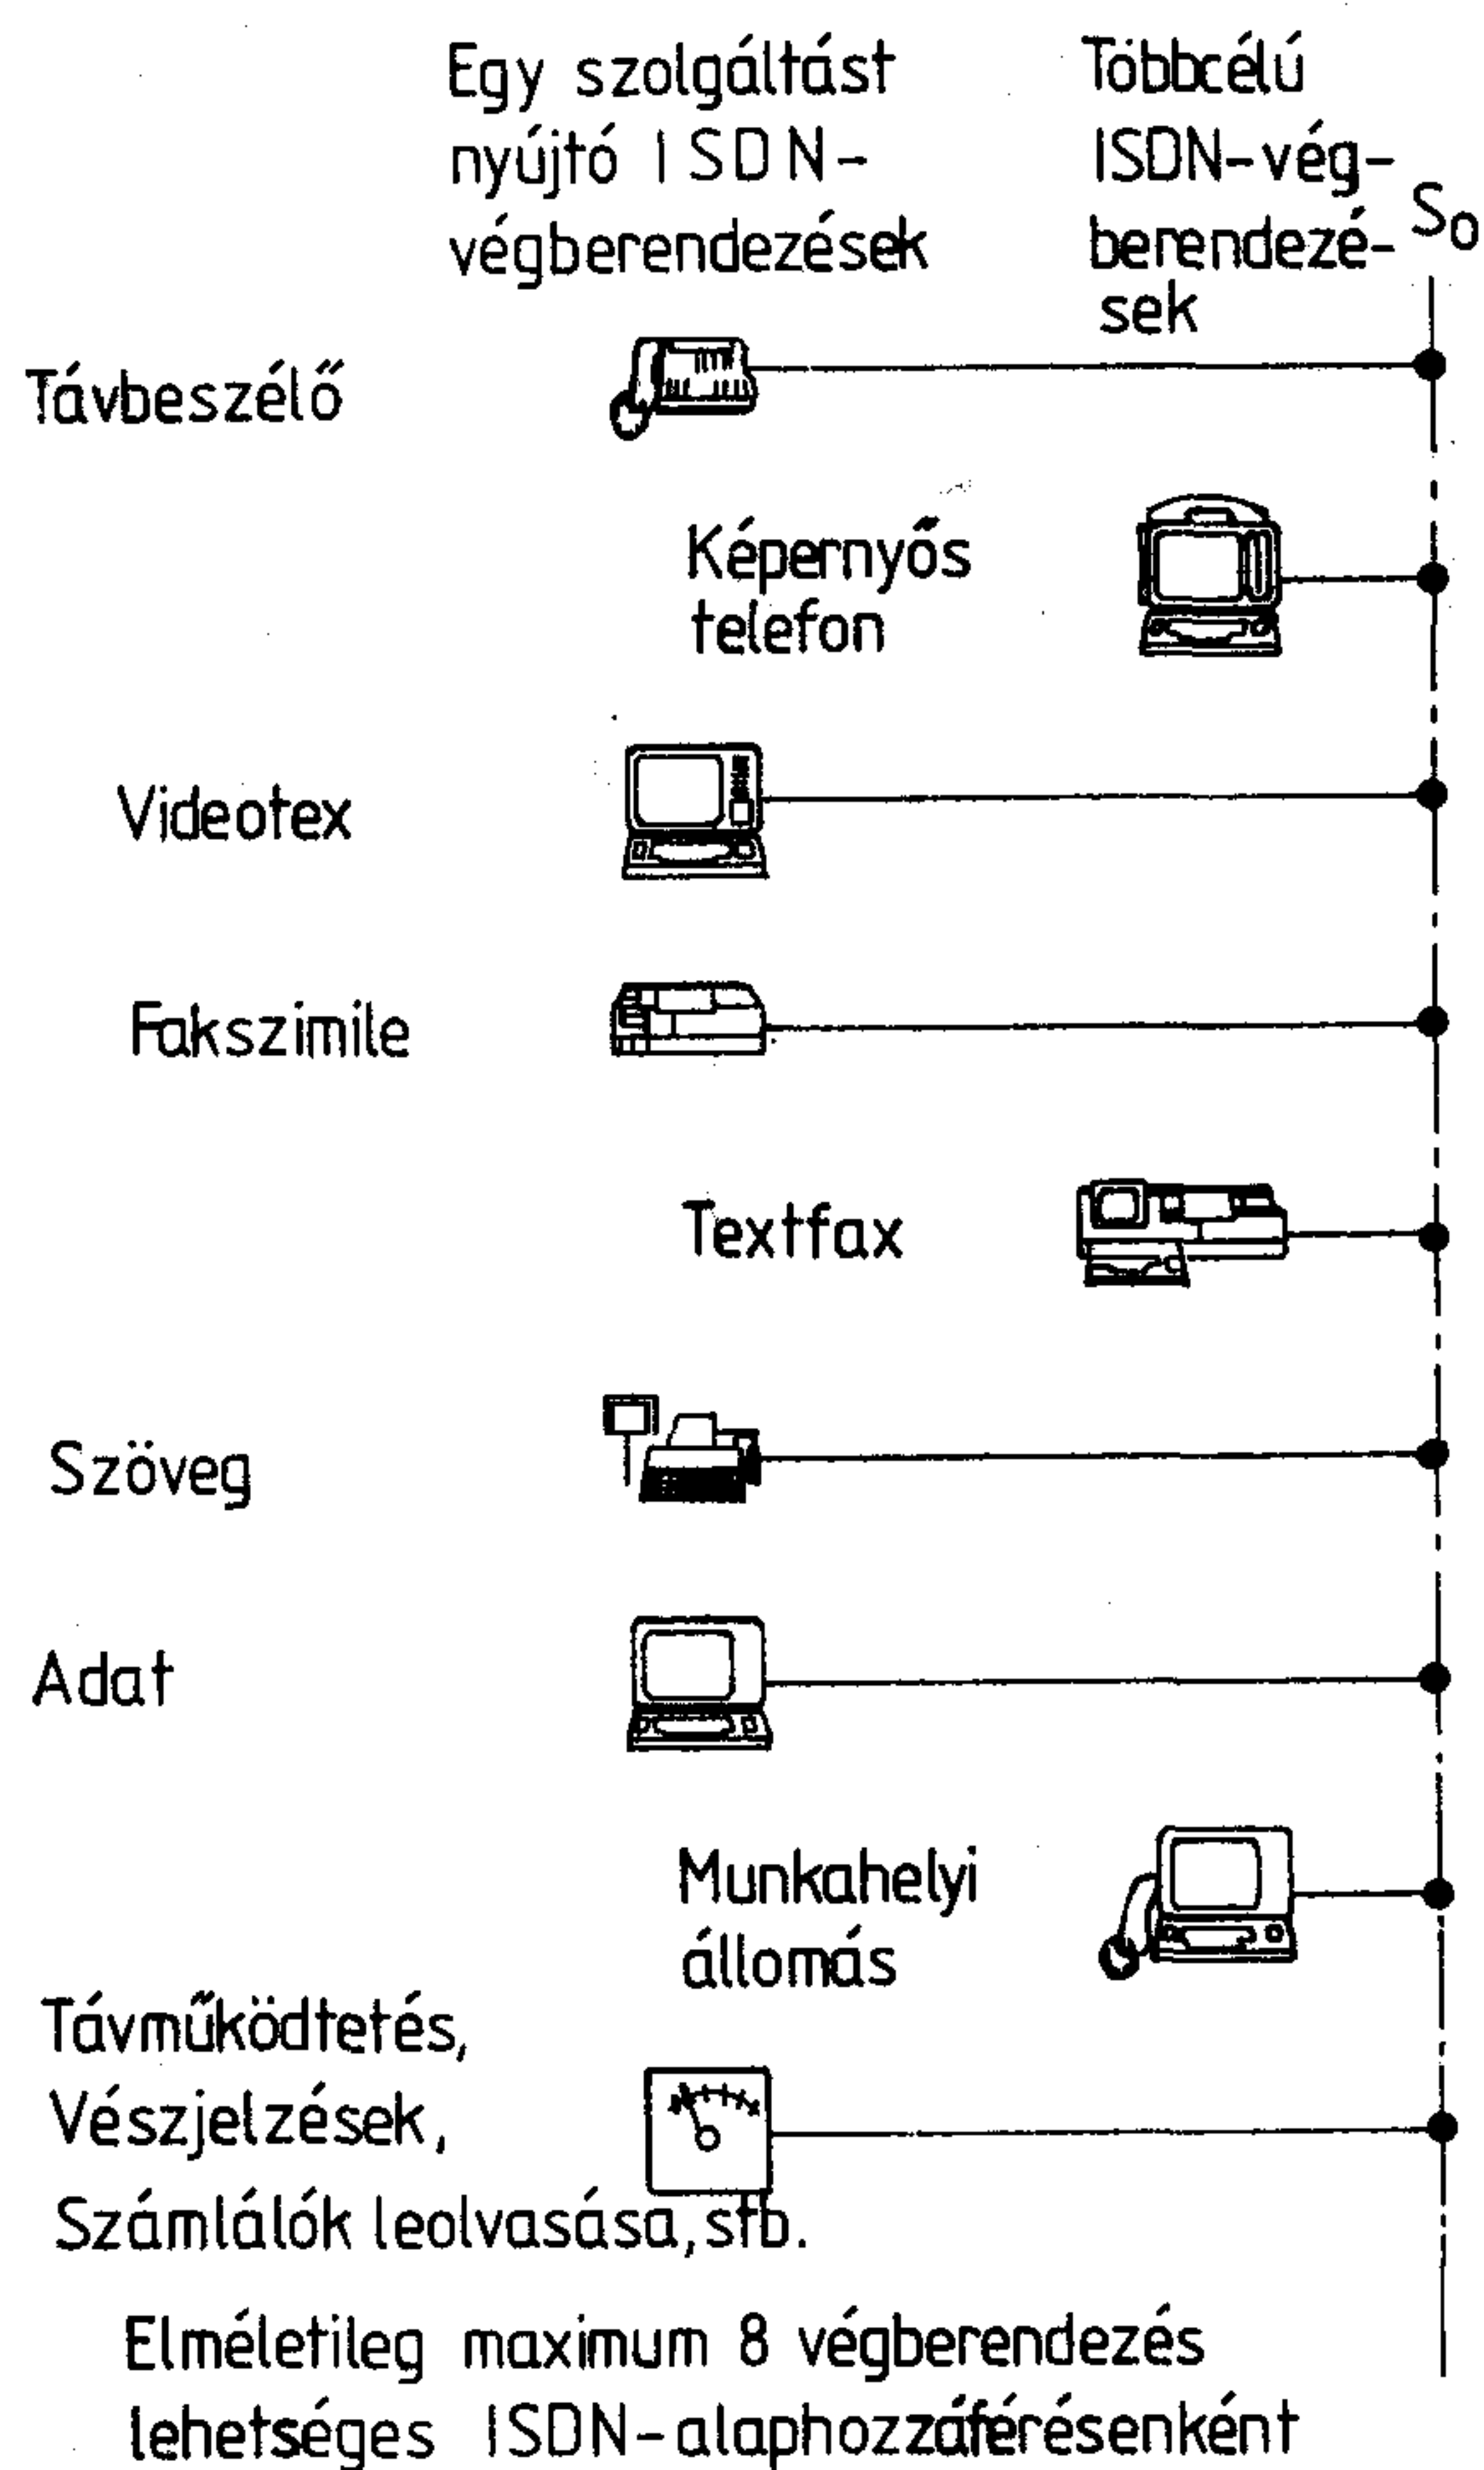 Egy szolgáltást
nyújtó ISDN-
végberendezések
Többcélú
ISDN-vég-
berendezé-
sek
S0
Távbeszélő
Képernyős
telefon
Videotex
Fakszimile
Textfax
Szöveg
Adat
Munkahelyi
állomás
Távműködtetés,
Vészjelzések,
Számlálók leolvasása, stb.
Elméletileg maximum 8 végberendezés
lehetséges ISDN-alaphozzáférésenként